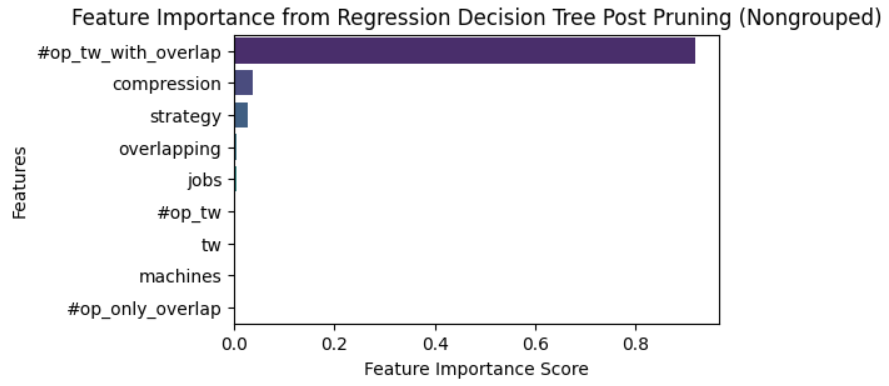 Feature Importance from Regression Decision Tree Post Pruning (Nongrouped)
#op_tw_with_overlap
compression
strategy
overlapping
jobs
#op_tw
tw
machines
#op_only_overlap
Features
0.0 0.2 0.4 0.6 0.8
Feature Importance Score